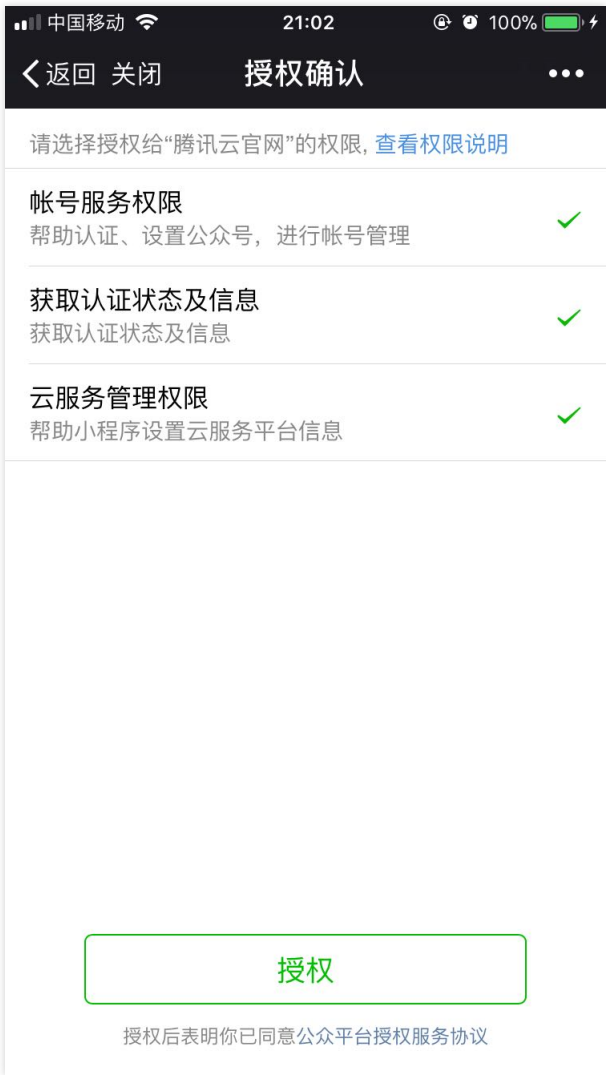 中国移动 21:02 100%
返回 关闭 授权确认
请选择授权给“腾讯云官网”的权限, 查看权限说明
帐号服务权限
帮助认证、设置公众号，进行帐号管理
获取认证状态及信息
获取认证状态及信息
云服务管理权限
帮助小程序设置云服务平台信息
授权
授权后表明你已同意公众平台授权服务协议